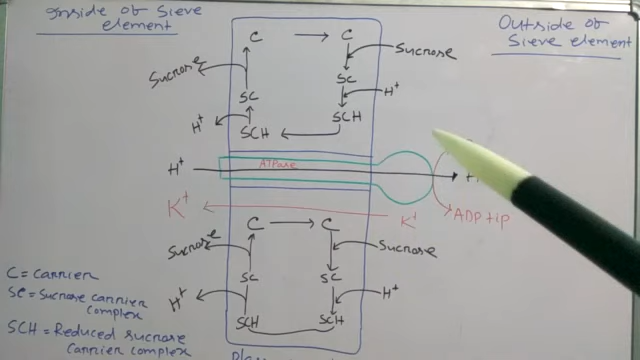 Inside of Sieve
element
Outside of
Sieve element
C
C
Sucrose
Sucrose
SC
SC
H+
H+
SCH
SCH
H+
ATPase
K+
K+
ADP + ip
C
C
Sucrose
Sucrose
SC
SC
H+
H+
SCH
SCH
C = Carrier
SC = Sucrose carrier
complex
SCH = Reduced sucrose
Carrier complex